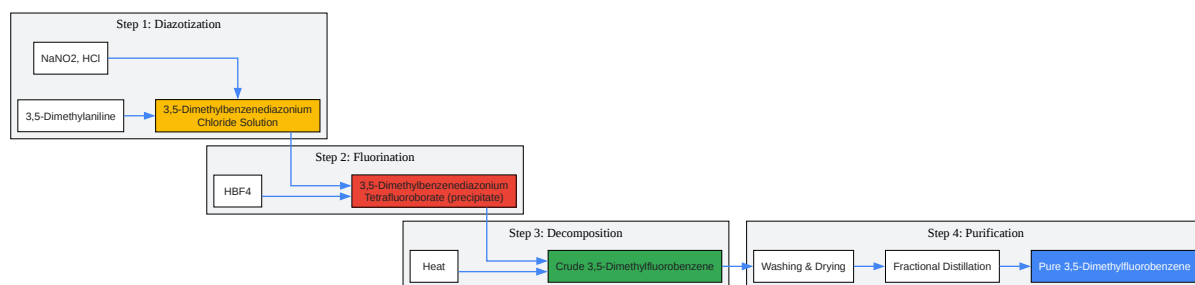 Step 1: Diazotization
NaNO2, HCl
3,5-Dimethylaniline
3,5-Dimethylbenzenediazonium
Chloride Solution
Step 2: Fluorination
HBF4
3,5-Dimethylbenzenediazonium
Tetrafluoroborate (precipitate)
Step 3: Decomposition
Heat
Crude 3,5-Dimethylfluorobenzene
Step 4: Purification
Washing & Drying
Fractional Distillation
Pure 3,5-Dimethylfluorobenzene